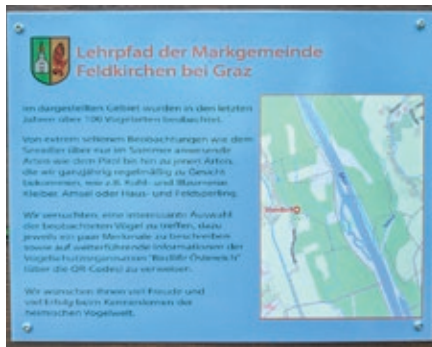 Lehrpfad der Marktgemeinde
Feldkirchen bei Graz
Im dargestellten Gebiet wurden in den letzten
Jahren über 100 Vogelarten beobachtet.
Von extrem seltenen Beobachtungen wie dem
Seeadler über nur im Sommer anwesende
Arten wie dem Pirol bis hin zu jenen Arten,
die wir ganzjährig regelmäßig zu Gesicht
bekommen, wie z.B. Kohl- und Blaumeise,
Kleiber, Amsel oder Haus- und Feldsperling.
Wir versuchten, eine interessante Auswahl
der beobachteten Vögel zu treffen, dazu
jeweils ein paar Merkmale zu beschreiben
sowie auf weiterführende Informationen der
Vogelschutzorganisation "BirdLife Österreich"
(über die QR-Codes) zu verweisen.
Wir wünschen Ihnen viel Freude und
viel Erfolg beim Kennenlernen der
heimischen Vogelwelt.
Standort